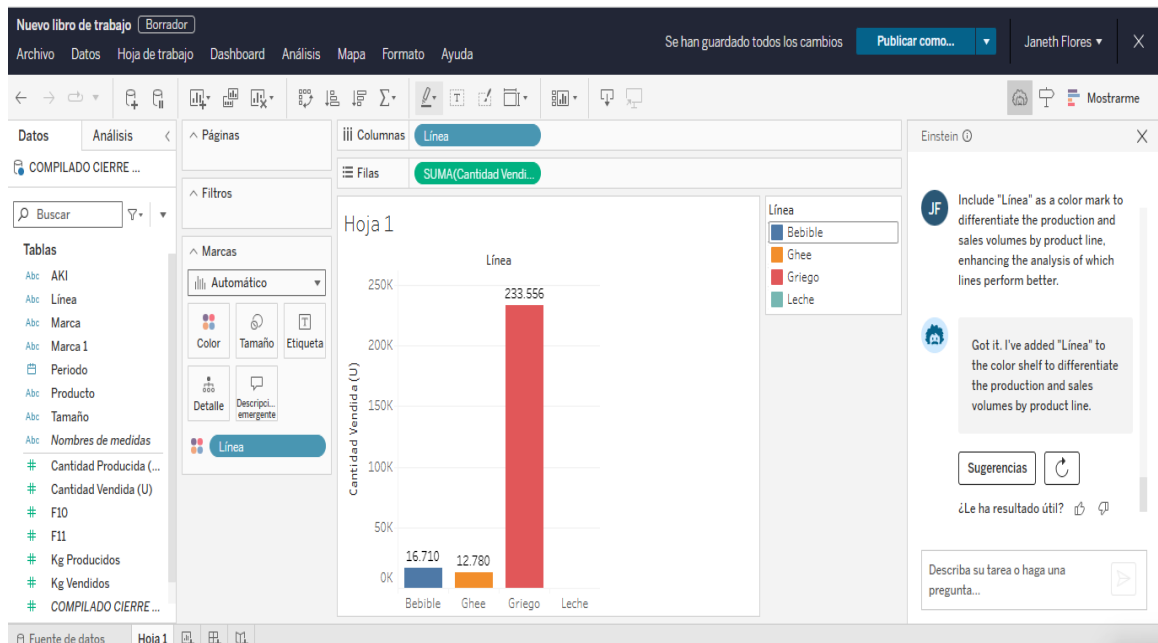 Nuevo libro de trabajo Borrador
Archivo Datos Hoja de trabajo Dashboard Análisis Mapa Formato Ayuda
Se han guardado todos los cambios
Publicar como...
Janeth Flores
Mostrarme
Datos Análisis
COMPILADO CIERRE ...
Buscar
Tablas
Abc AKI
Abc Línea
Abc Marca
Abc Marca 1
Periodo
Abc Producto
Abc Tamaño
Abc Nombres de medidas
# Cantidad Producida (...
# Cantidad Vendida (U)
# F10
# F11
# Kg Producidos
# Kg Vendidos
# COMPILADO CIERRE ...
Páginas
Filtros
Marcas
Automático
Color Tamaño Etiqueta
Detalle Descripci...
emergente
Línea
Columnas Línea
Filas SUMA(Cantidad Vendi...
Hoja 1
Línea
Cantidad Vendida (U)
250K
200K
150K
100K
50K
0K
16.710
12.780
233.556
Bebible Ghee Griego Leche
Línea
Bebible
Ghee
Griego
Leche
Einstein
JF
Include "Línea" as a color mark to
differentiate the production and
sales volumes by product line,
enhancing the analysis of which
lines perform better.
Got it. I've added "Línea" to
the color shelf to differentiate
the production and sales
volumes by product line.
Sugerencias
¿Le ha resultado útil?
Describa su tarea o haga una
pregunta...
Fuente de datos Hoja 1